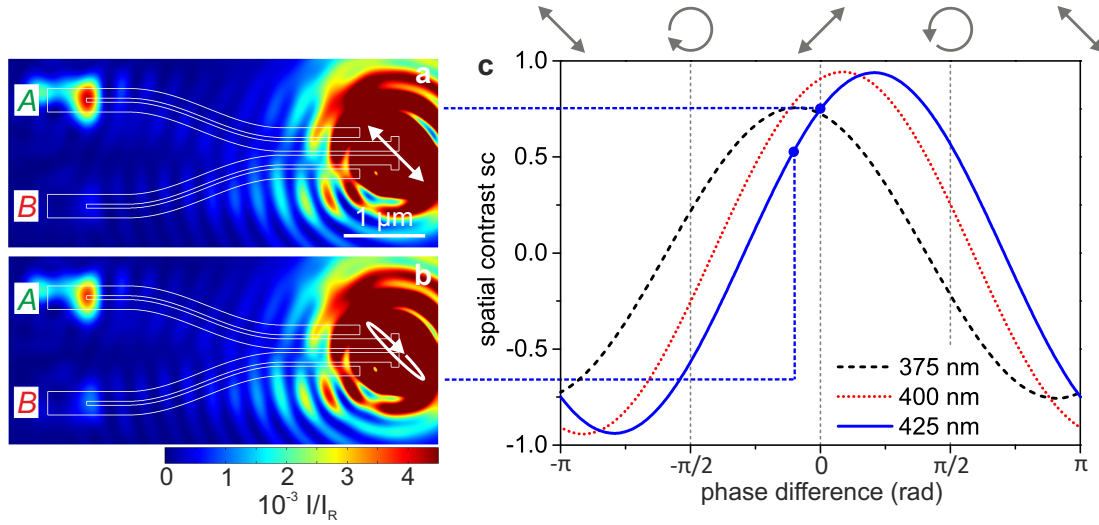 a
A
B
1 μm
b
A
B
0 1 2 3 4
10⁻³ I/I_R
c
spatial contrast sc
1.0
0.5
0.0
-0.5
-1.0
375 nm
400 nm
425 nm
-π -π/2 0 π/2 π
phase difference (rad)